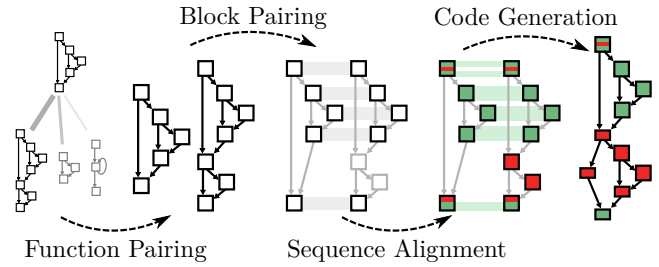 Block Pairing
Code Generation
Function Pairing
Sequence Alignment